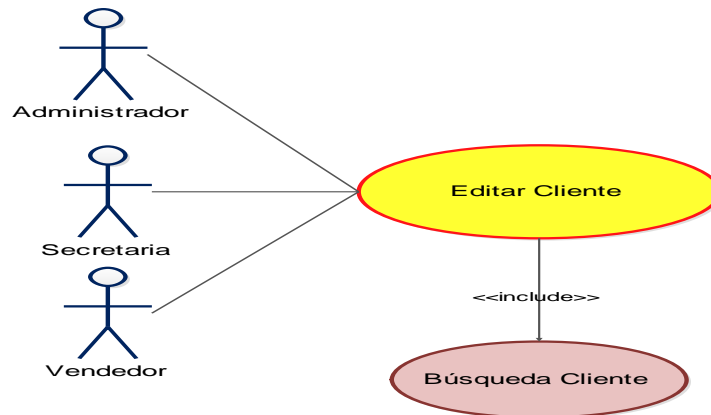 Administrador
Editar Cliente
Secretaria
<<include>>
Vendedor
Búsqueda Cliente